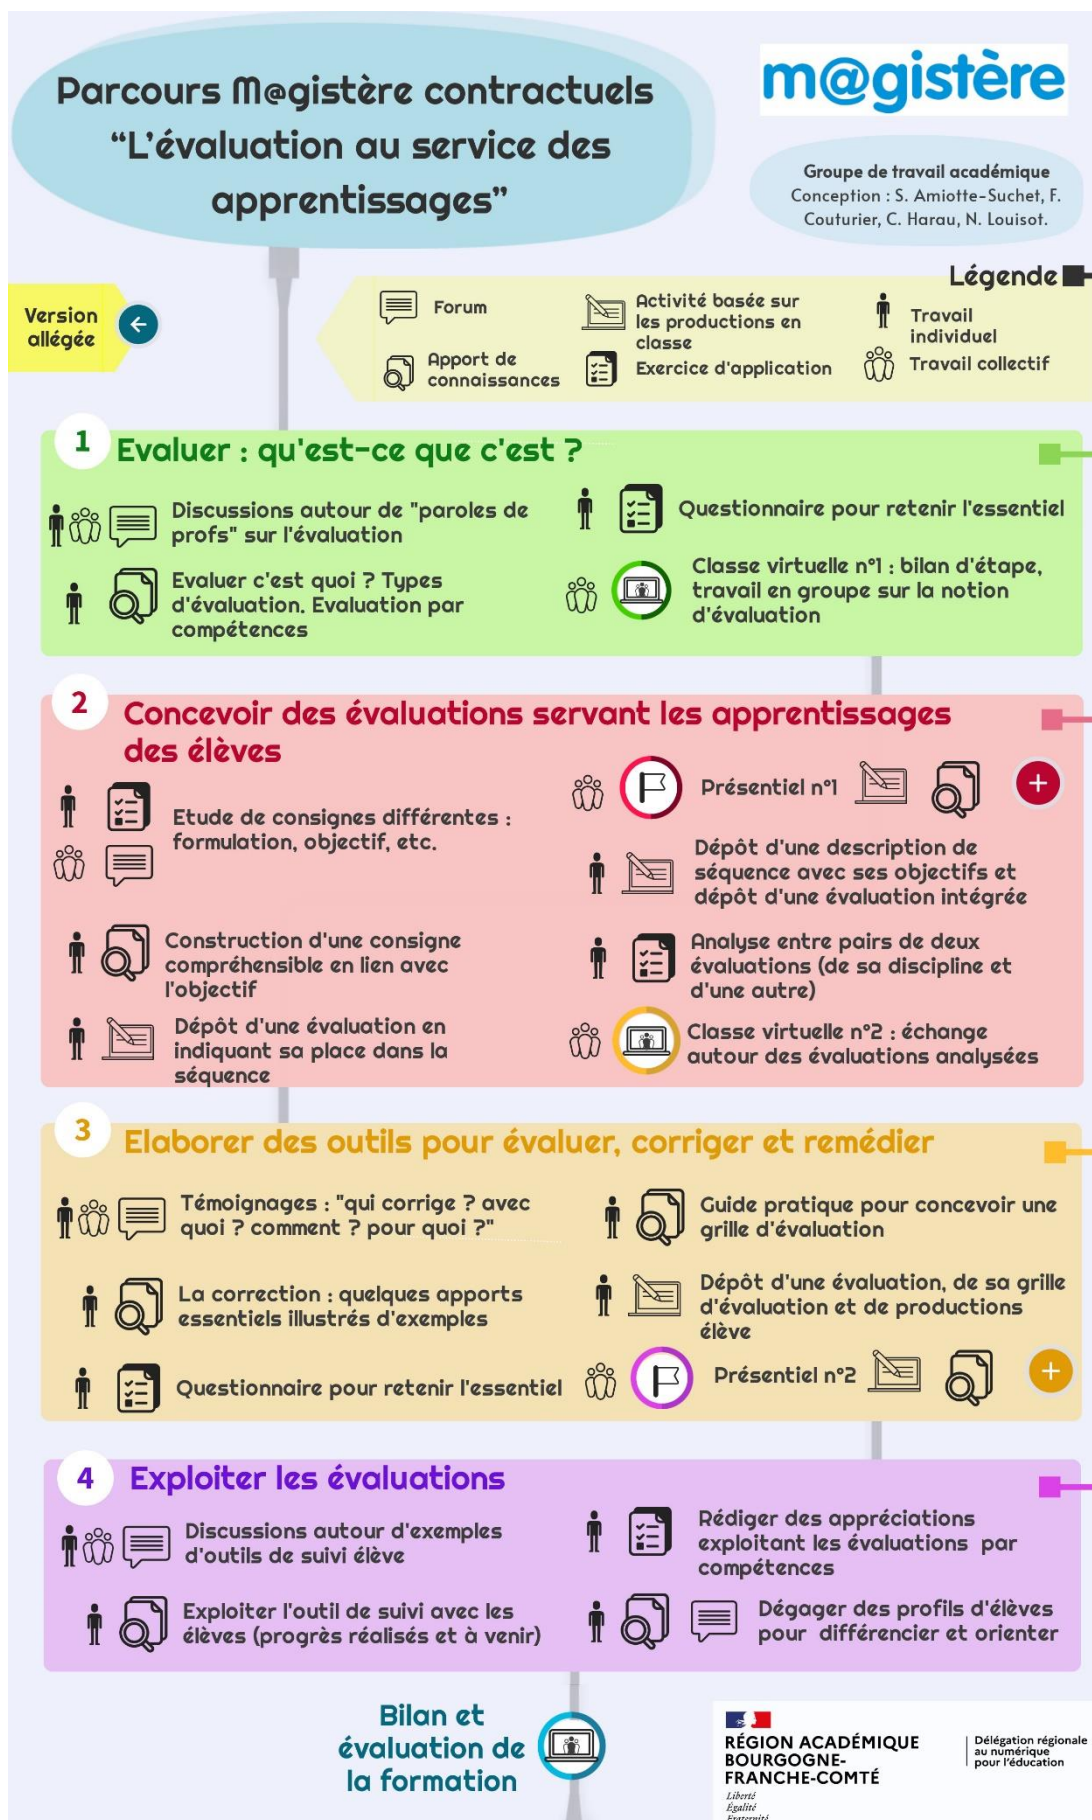 Parcours M@gistère contractuels
“L'évaluation au service des
apprentissages”
m@gistère
Groupe de travail académique
Conception : S. Amiotte-Suchet, F.
Couturier, C. Harau, N. Louisot.
Légende
Version
allégée
Forum
Apport de
connaissances
Activité basée sur
les productions en
classe
Exercice d'application
Travail
individuel
Travail collectif
1
Evaluer : qu'est-ce que c'est ?
Discussions autour de "paroles de
profs" sur l'évaluation
Evaluer c'est quoi ? Types
d'évaluation. Evaluation par
compétences
Questionnaire pour retenir l'essentiel
Classe virtuelle n°1 : bilan d'étape,
travail en groupe sur la notion
d'évaluation
2
Concevoir des évaluations servant les apprentissages
des élèves
Etude de consignes différentes :
formulation, objectif, etc.
Construction d'une consigne
compréhensible en lien avec
l'objectif
Dépôt d'une évaluation en
indiquant sa place dans la
séquence
Présentiel n°1
+
Dépôt d'une description de
séquence avec ses objectifs et
dépôt d'une évaluation intégrée
Analyse entre pairs de deux
évaluations (de sa discipline et
d'une autre)
Classe virtuelle n°2 : échange
autour des évaluations analysées
3
Elaborer des outils pour évaluer, corriger et remédier
Témoignages : "qui corrige ? avec
quoi ? comment ? pour quoi ?"
La correction : quelques apports
essentiels illustrés d'exemples
Questionnaire pour retenir l'essentiel
Guide pratique pour concevoir une
grille d'évaluation
Dépôt d'une évaluation, de sa grille
d'évaluation et de productions
élève
Présentiel n°2
+
4
Exploiter les évaluations
Discussions autour d'exemples
d'outils de suivi élève
Exploiter l'outil de suivi avec les
élèves (progrès réalisés et à venir)
Rédiger des appréciations
exploitant les évaluations par
compétences
Dégager des profils d'élèves
pour différencier et orienter
Bilan et
évaluation de
la formation
RÉGION ACADÉMIQUE
BOURGOGNE-
FRANCHE-COMTÉ
Liberté
Égalité
Fraternité
Délégation régionale
au numérique
pour l'éducation